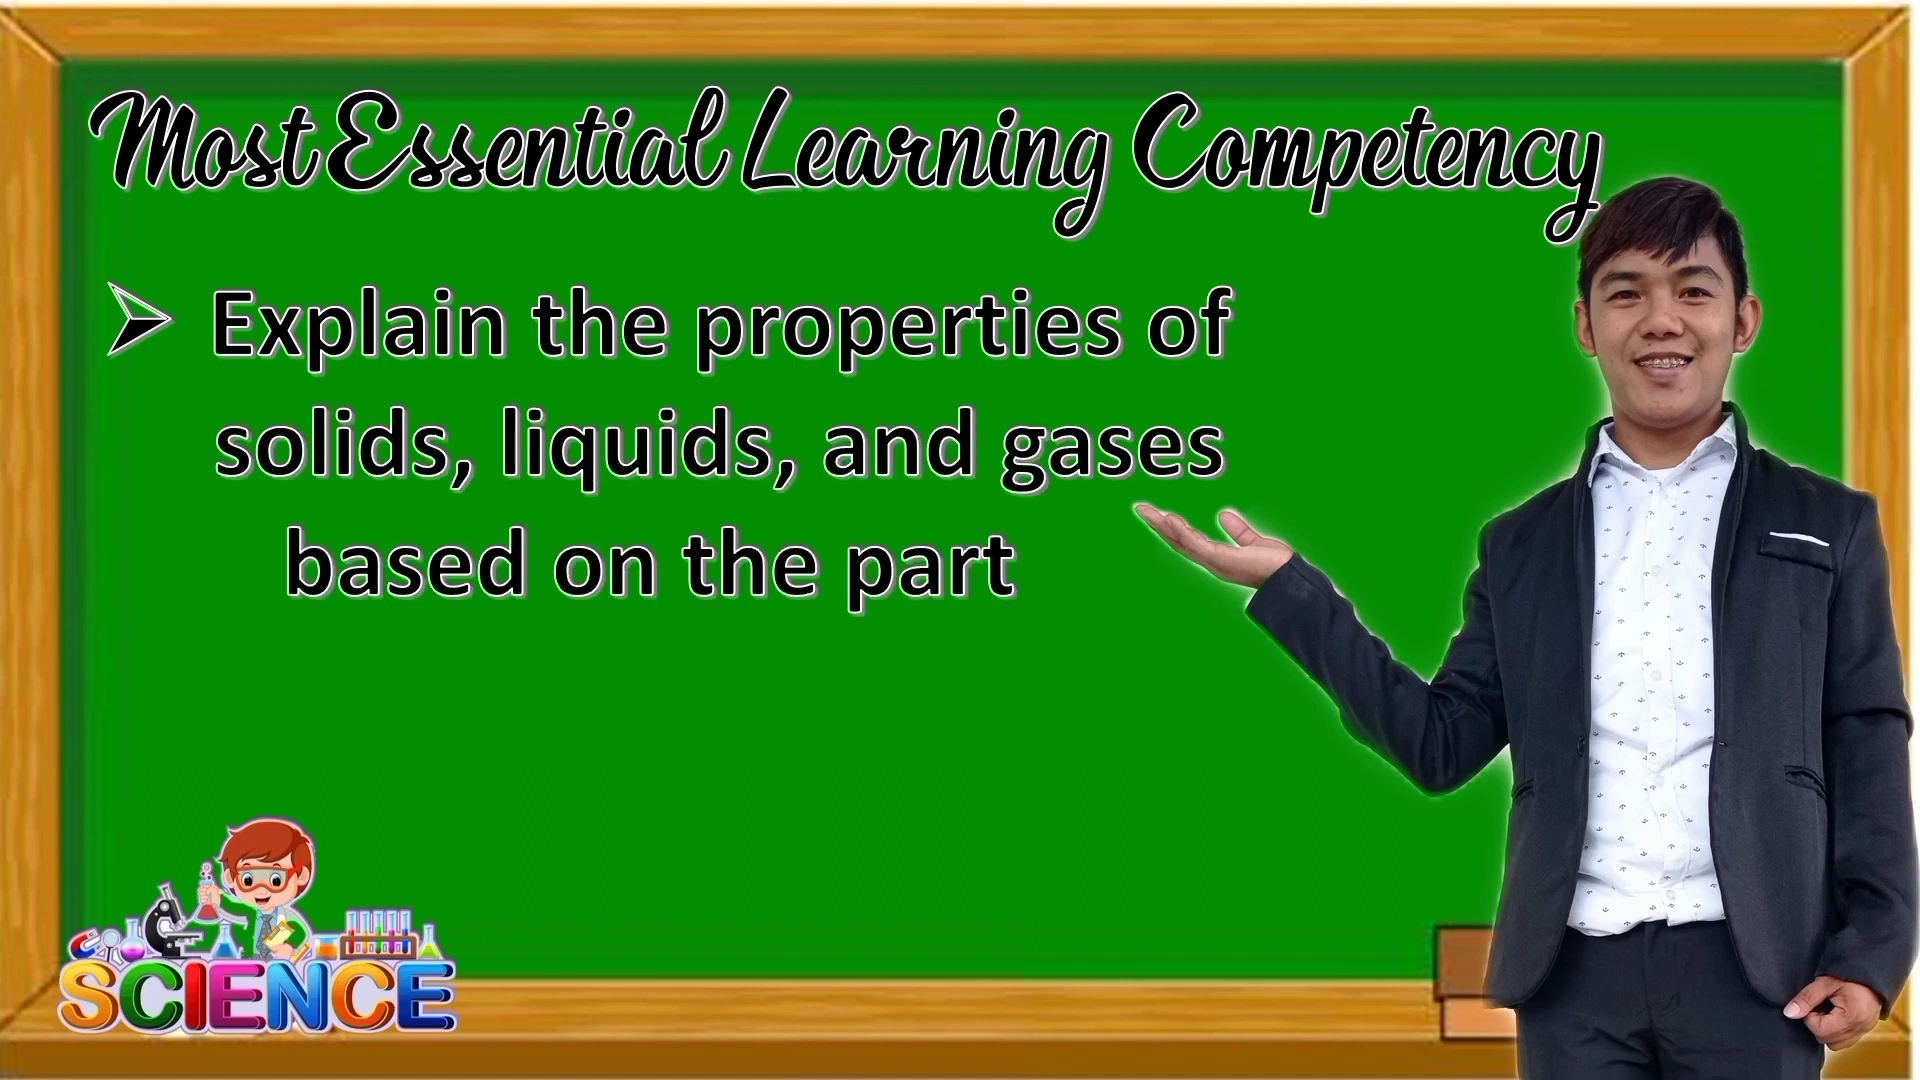 Most Essential Learning Competency
➢ Explain the properties of
solids, liquids, and gases
based on the part
SCIENCE